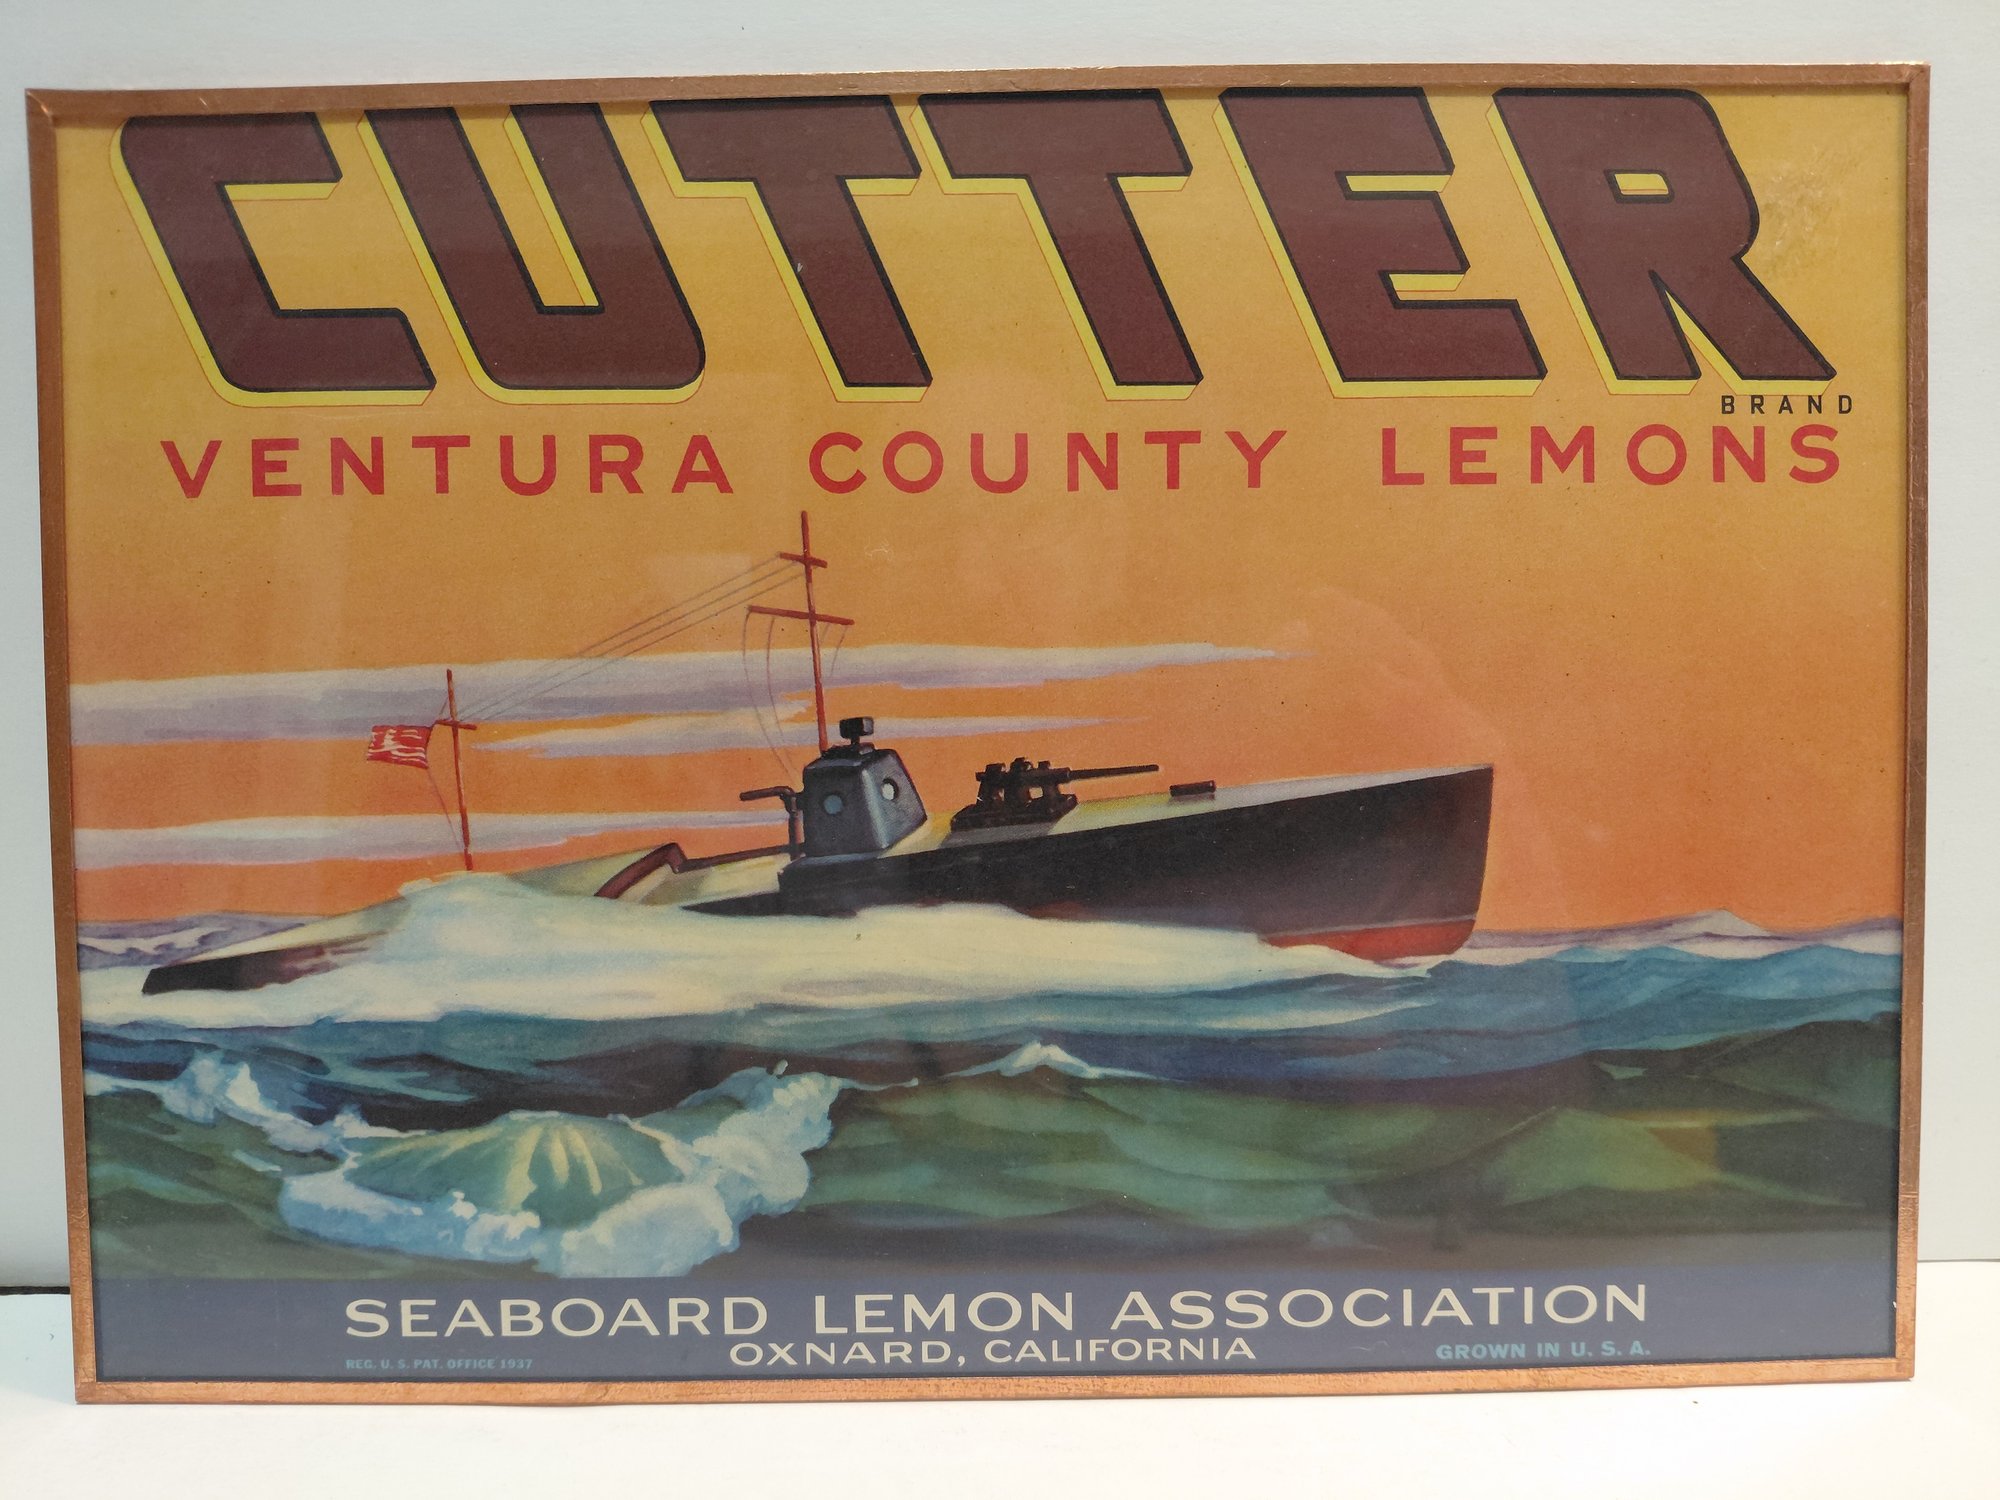 CUTTER
BRAND
VENTURA COUNTY LEMONS
SEABOARD LEMON ASSOCIATION
OXNARD, CALIFORNIA
REG. U. S. PAT. OFFICE 1937
GROWN IN U. S. A.